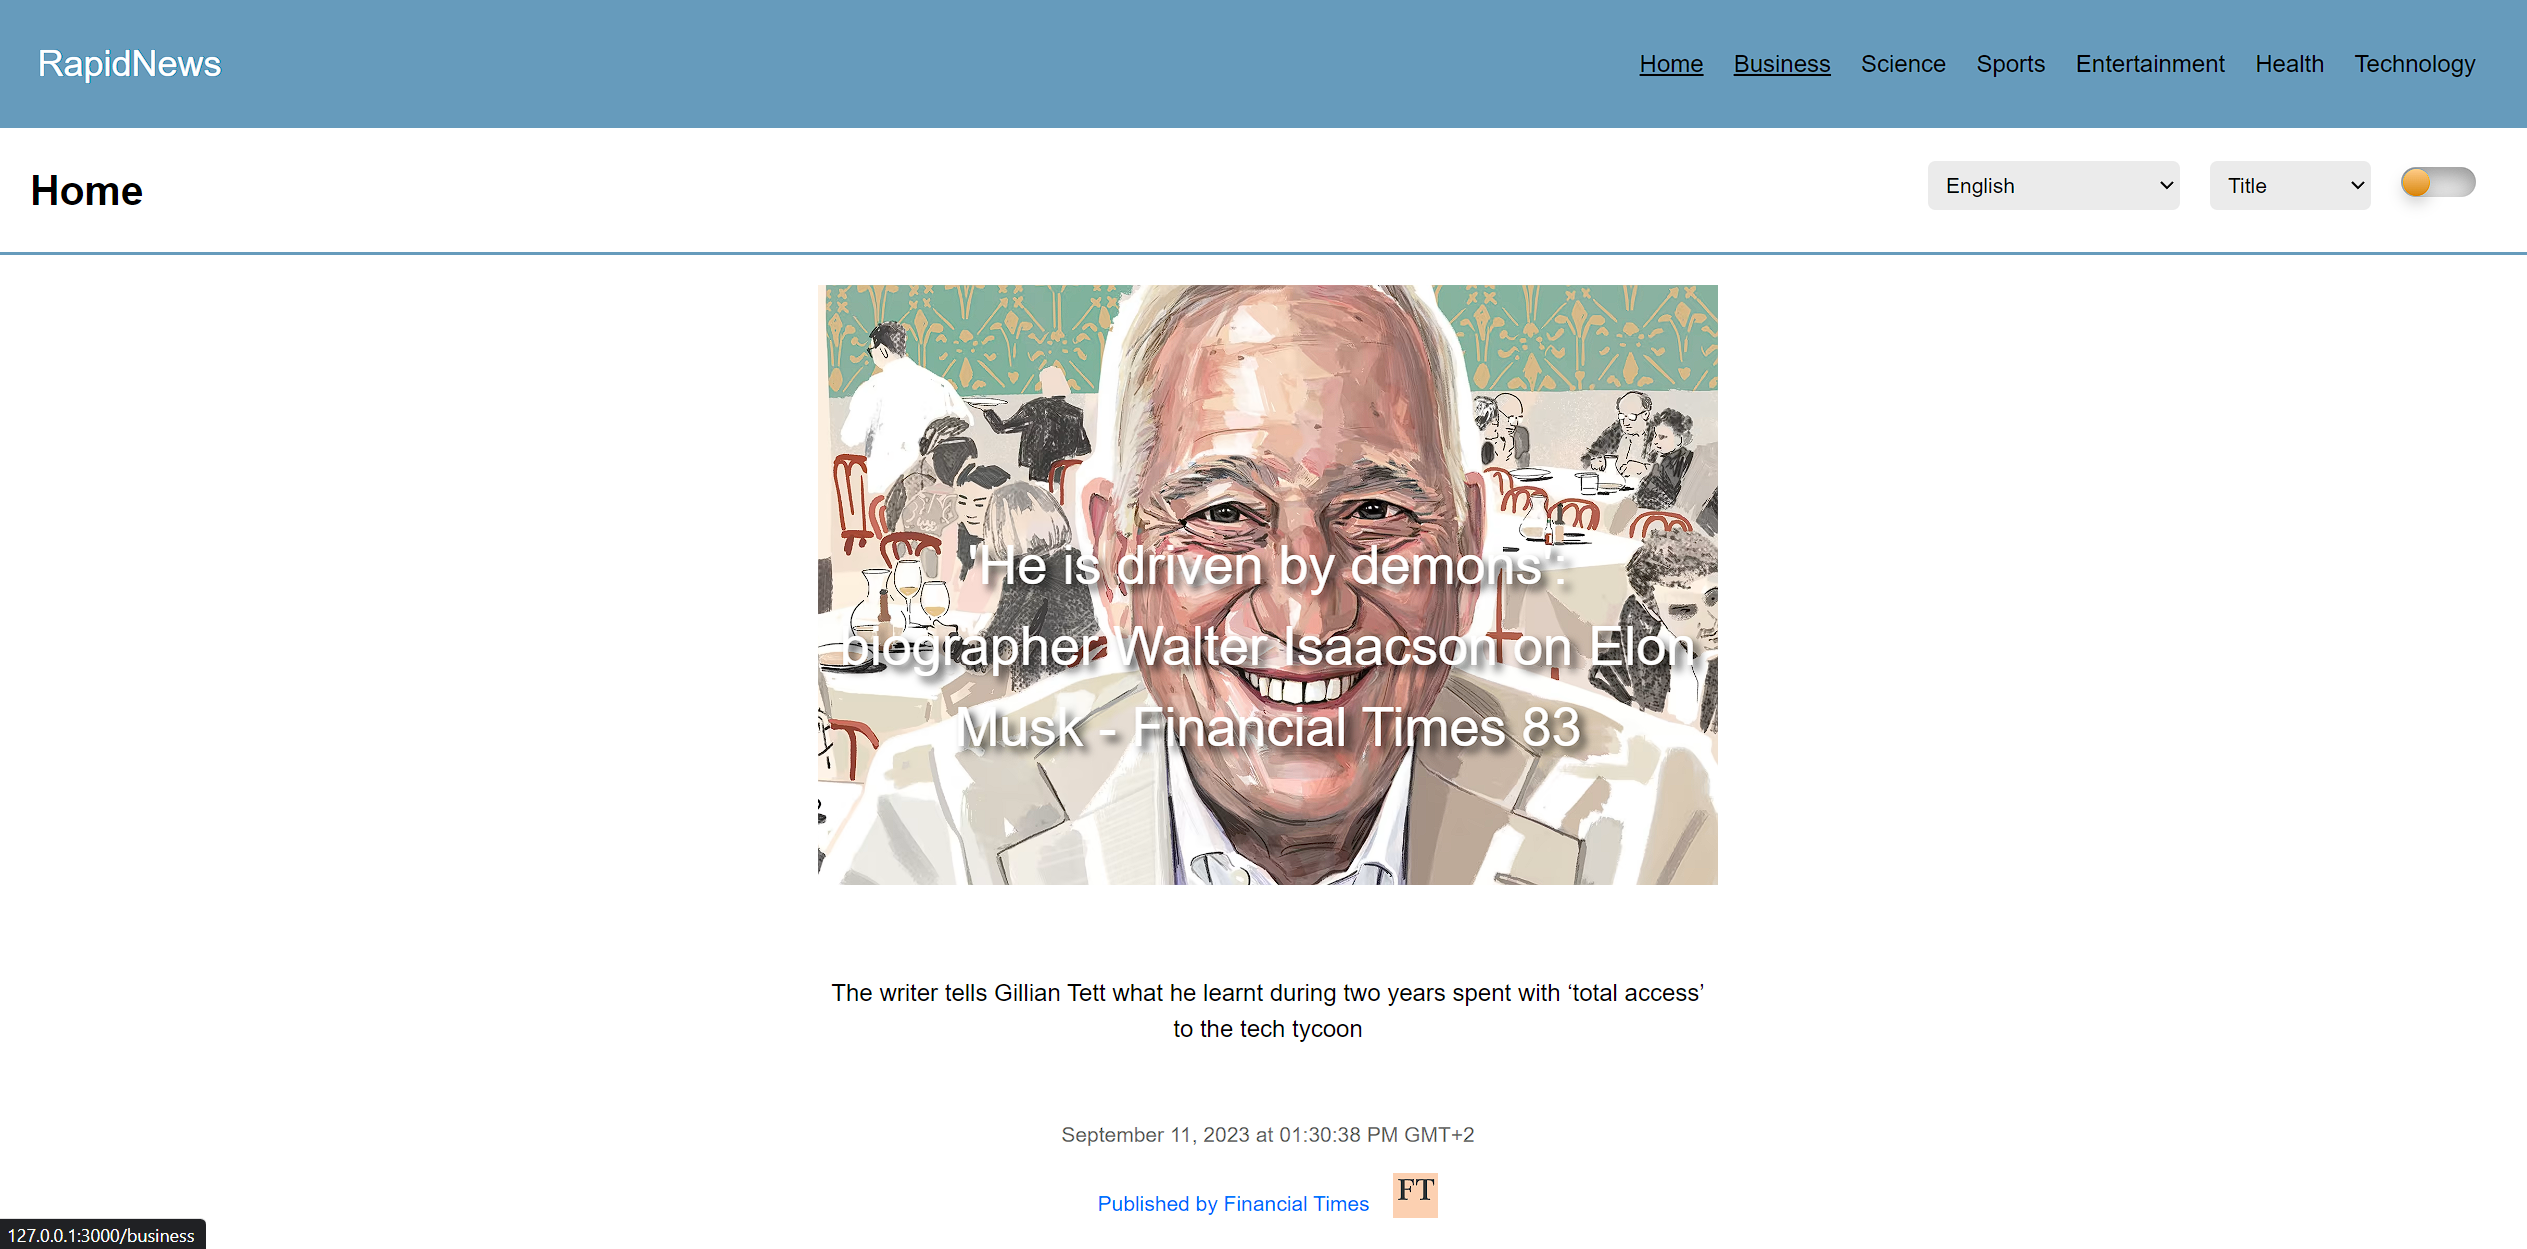 RapidNews
Home Business Science Sports Entertainment Health Technology
Home
English
Title
'He is driven by demons':
biographer Walter Isaacson on Elon
Musk - Financial Times 83
The writer tells Gillian Tett what he learnt during two years spent with ‘total access’
to the tech tycoon
September 11, 2023 at 01:30:38 PM GMT+2
Published by Financial Times
FT
127.0.0.1:3000/business